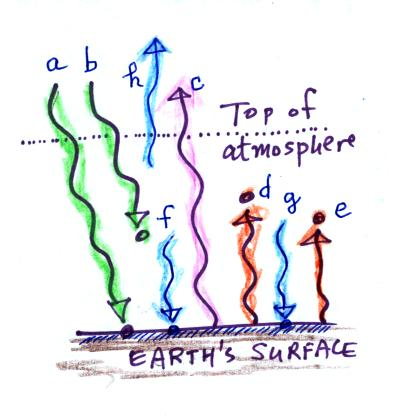 a b h c
Top of
atmosphere
f d g e
EARTH'S SURFACE